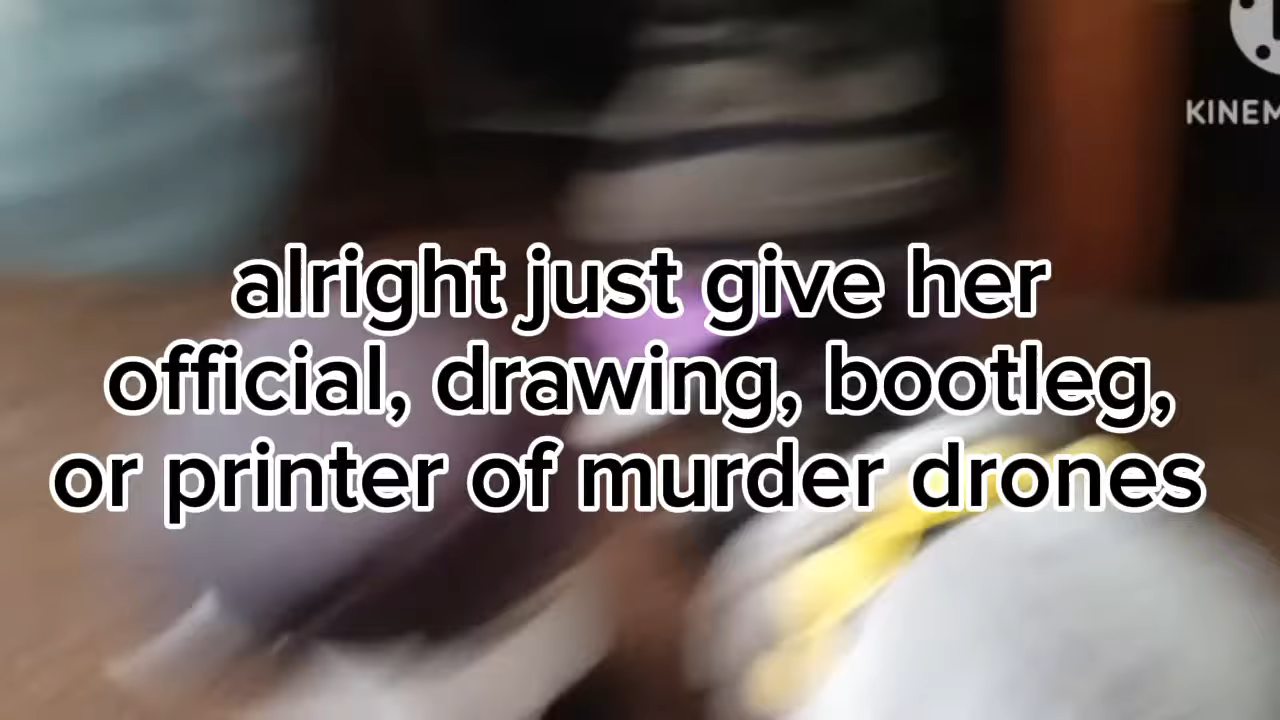 KINEM
alright just give her
official, drawing, bootleg,
or printer of murder drones